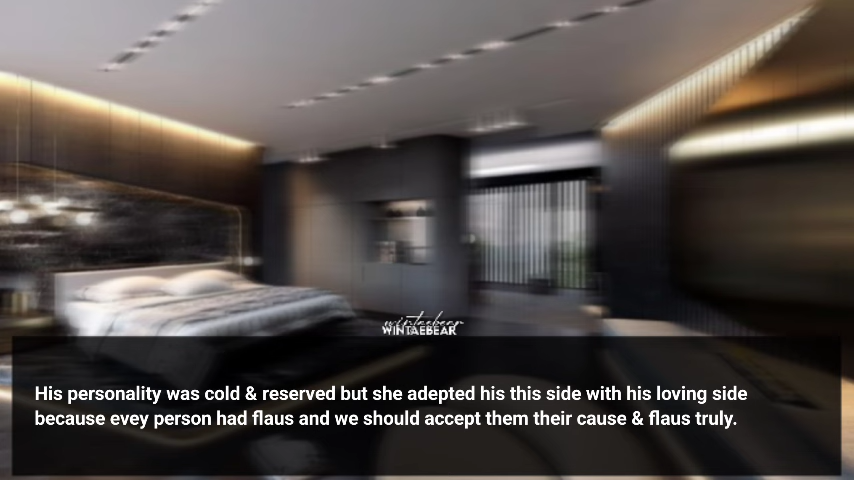 wintaebear
WINTAEBEAR
His personality was cold & reserved but she adepted his this side with his loving side
because evey person had flaus and we should accept them their cause & flaus truly.